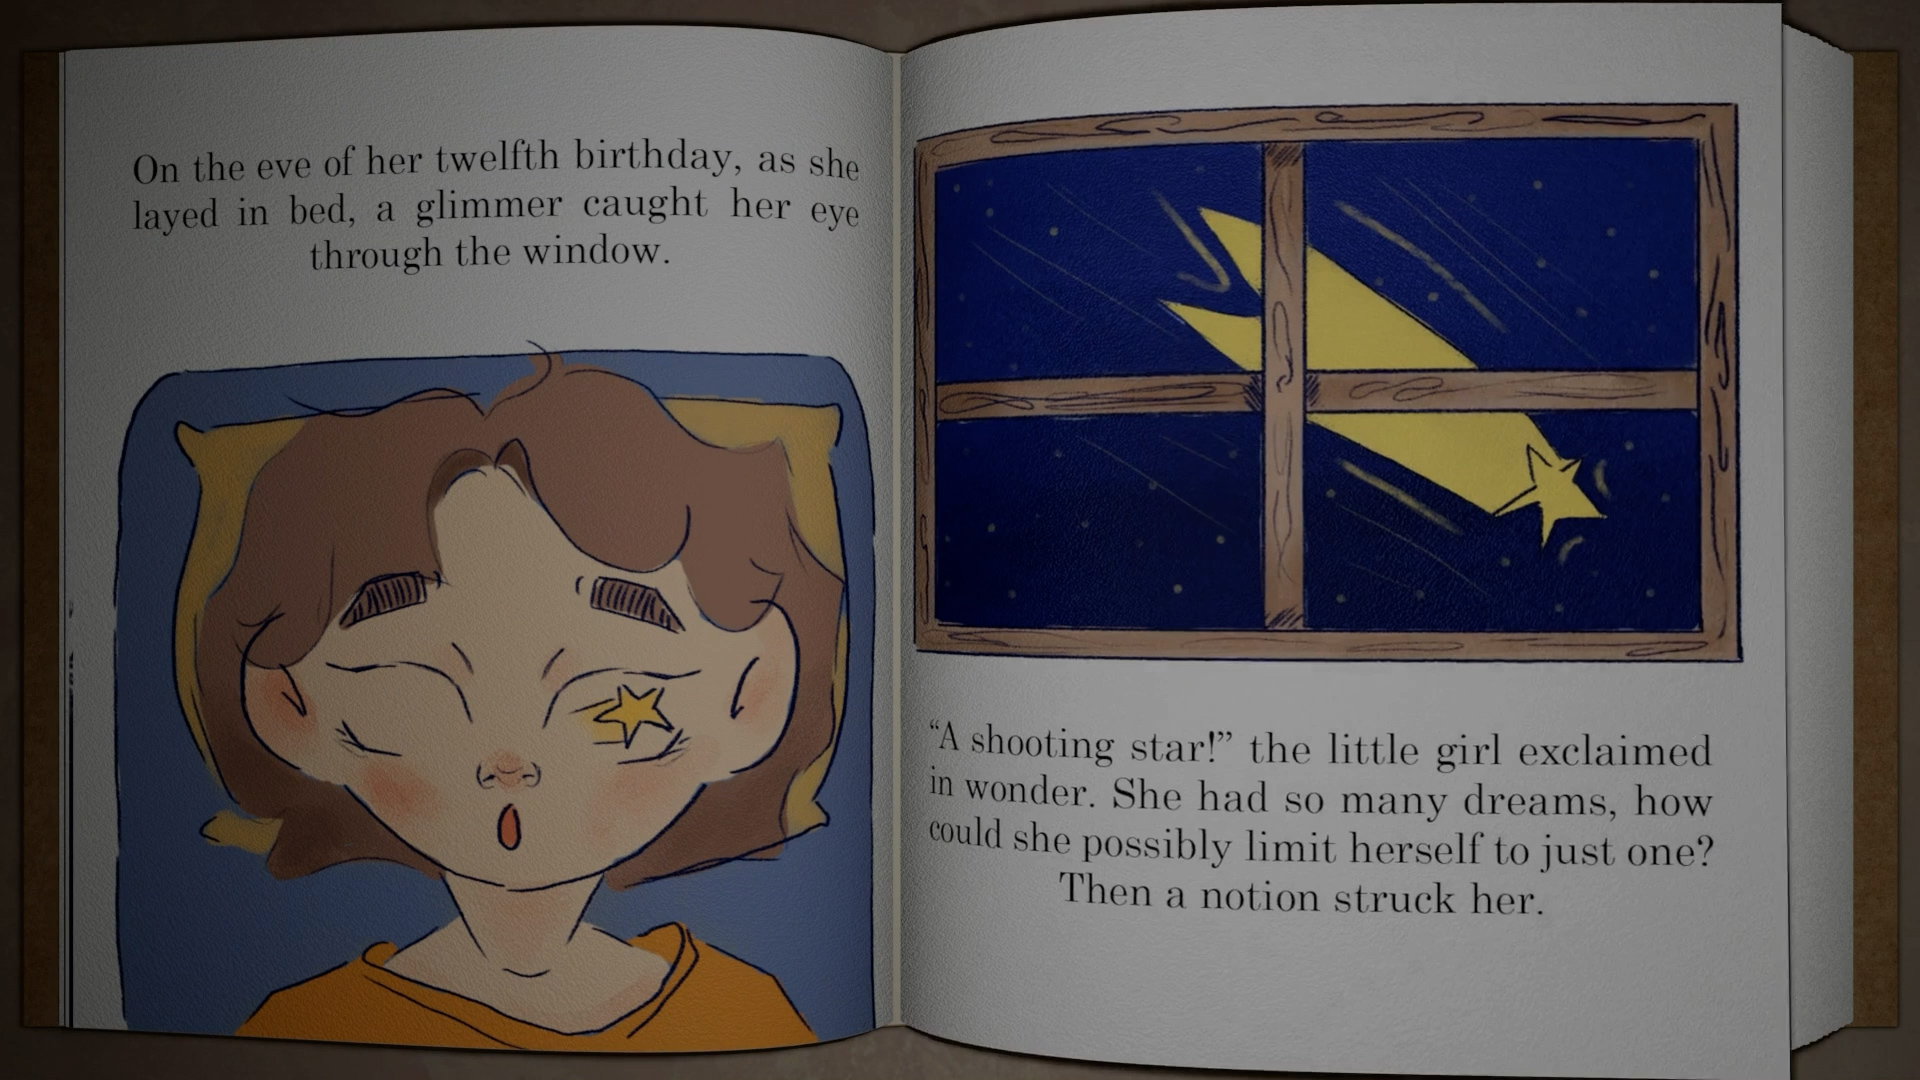 On the eve of her twelfth birthday, as she
layed in bed, a glimmer caught her eye
through the window.
“A shooting star!” the little girl exclaimed
in wonder. She had so many dreams, how
could she possibly limit herself to just one?
Then a notion struck her.